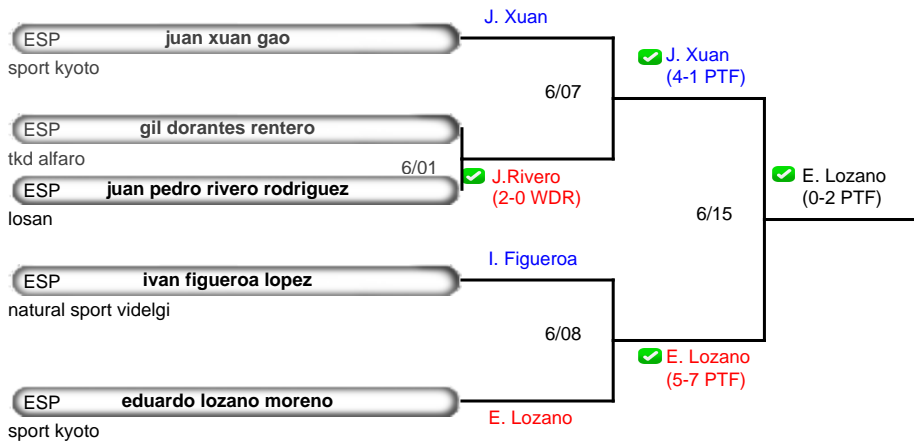 J. Xuan
ESP juan xuan gao
sport kyoto
J. Xuan
(4-1 PTF)
6/07
ESP gil dorantes rentero
tkd alfaro
6/01
J.Rivero
(2-0 WDR)
ESP juan pedro rivero rodriguez
losan
E. Lozano
(0-2 PTF)
6/15
I. Figueroa
ESP ivan figueroa lopez
natural sport videlgi
6/08
E. Lozano
(5-7 PTF)
ESP eduardo lozano moreno
E. Lozano
sport kyoto